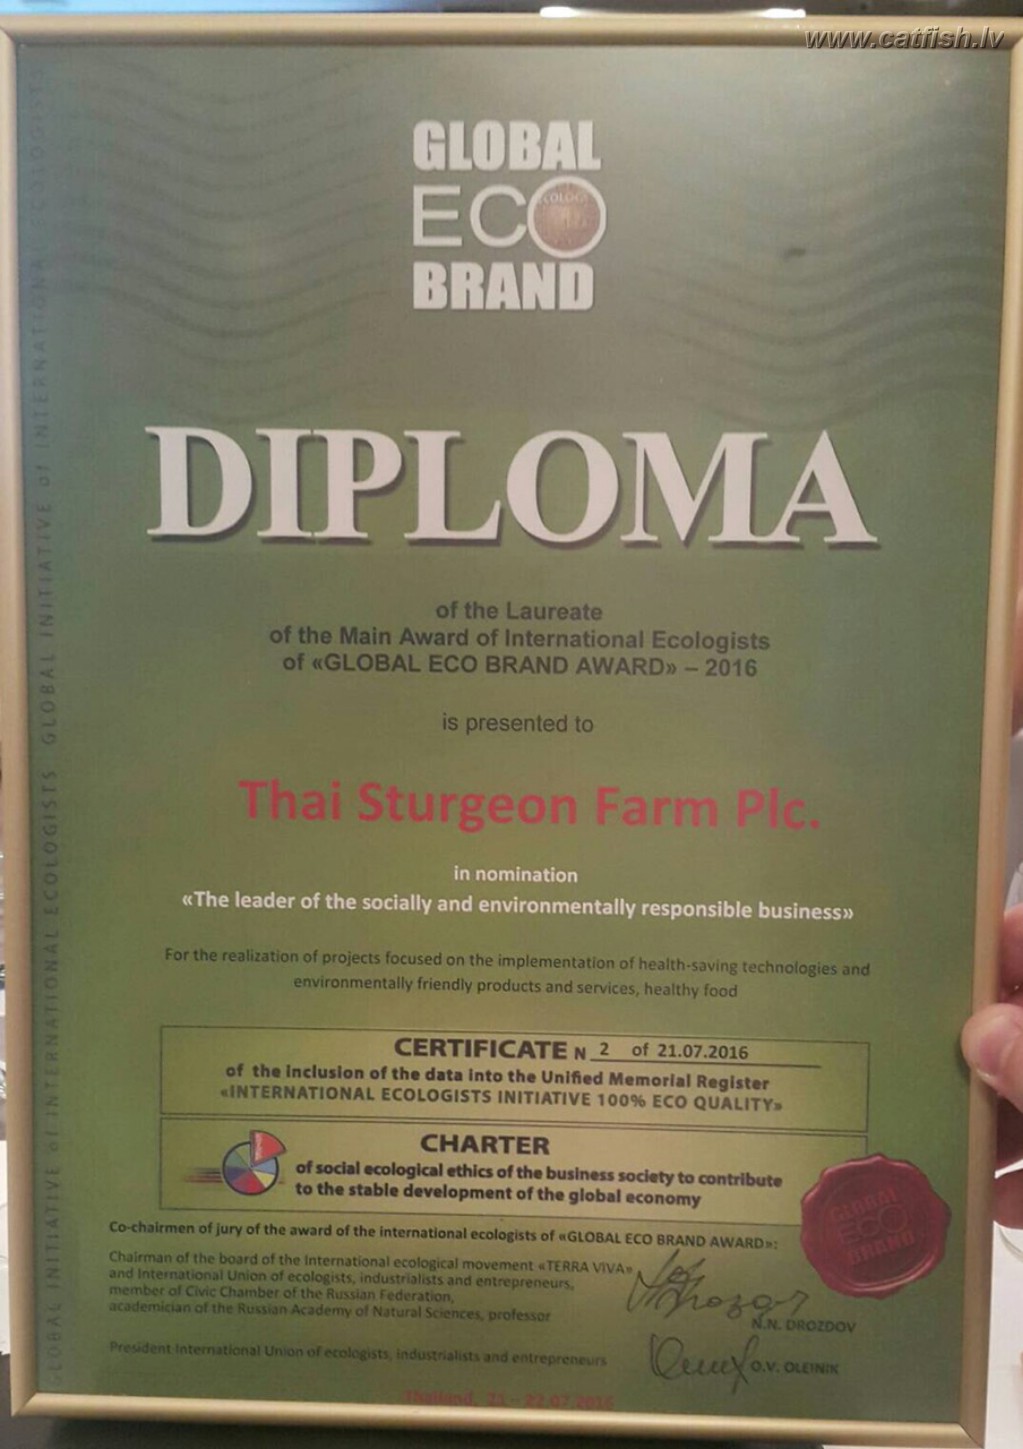 www.catfish.lv
GLOBAL
ECO
BRAND
DIPLOMA
of the Laureate
of the Main Award of International Ecologists
of «GLOBAL ECO BRAND AWARD» – 2016
is presented to
Thai Sturgeon Farm Plc.
in nomination
«The leader of the socially and environmentally responsible business»
For the realization of projects focused on the implementation of health-saving technologies and
environmentally friendly products and services, healthy food
CERTIFICATE N 2 of 21.07.2016
of the inclusion of the data into the Unified Memorial Register
«INTERNATIONAL ECOLOGISTS INITIATIVE 100% ECO QUALITY»
CHARTER
of social ecological ethics of the business society to contribute
to the stable development of the global economy
Co-chairmen of jury of the award of the international ecologists of «GLOBAL ECO BRAND AWARD»:
Chairman of the board of the International ecological movement «TERRA VIVA»
and International Union of ecologists, industrialists and entrepreneurs,
member of Civic Chamber of the Russian Federation,
academician of the Russian Academy of Natural Sciences, professor
N.N. DROZDOV
President International Union of ecologists, industrialists and entrepreneurs
O.V. OLEINIK
Thailand, 21 – 22.07.2016
GLOBAL
ECO
BRAND
GLOBAL INITIATIVE of INTERNATIONAL ECOLOGISTS GLOBAL INITIATIVE of INTERNATIONAL ECOLOGISTS